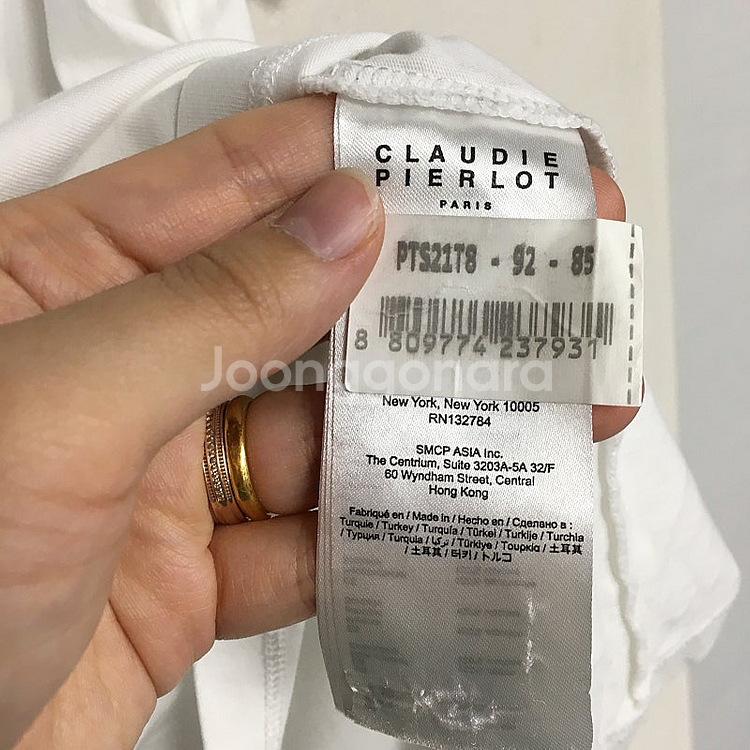 CLAUDIE
PIERLOT
PARIS
PTS21T8 - 92 - 85
8 809774 237931
Joonggonara
New York, New York 10005
RN132784
SMCP ASIA Inc.
The Centrium, Suite 3203A-5A 32/F
60 Wyndham Street, Central
Hong Kong
Fabriqué en / Made in / Hecho en / Сделано в :
Turquie / Turkey / Turquía / Türkei / Turkije / Turchia
/ Турция / Turquia / تركيا / Türkiye / Τουρκία / 土耳其
/ 土耳其 / 터키 / トルコ